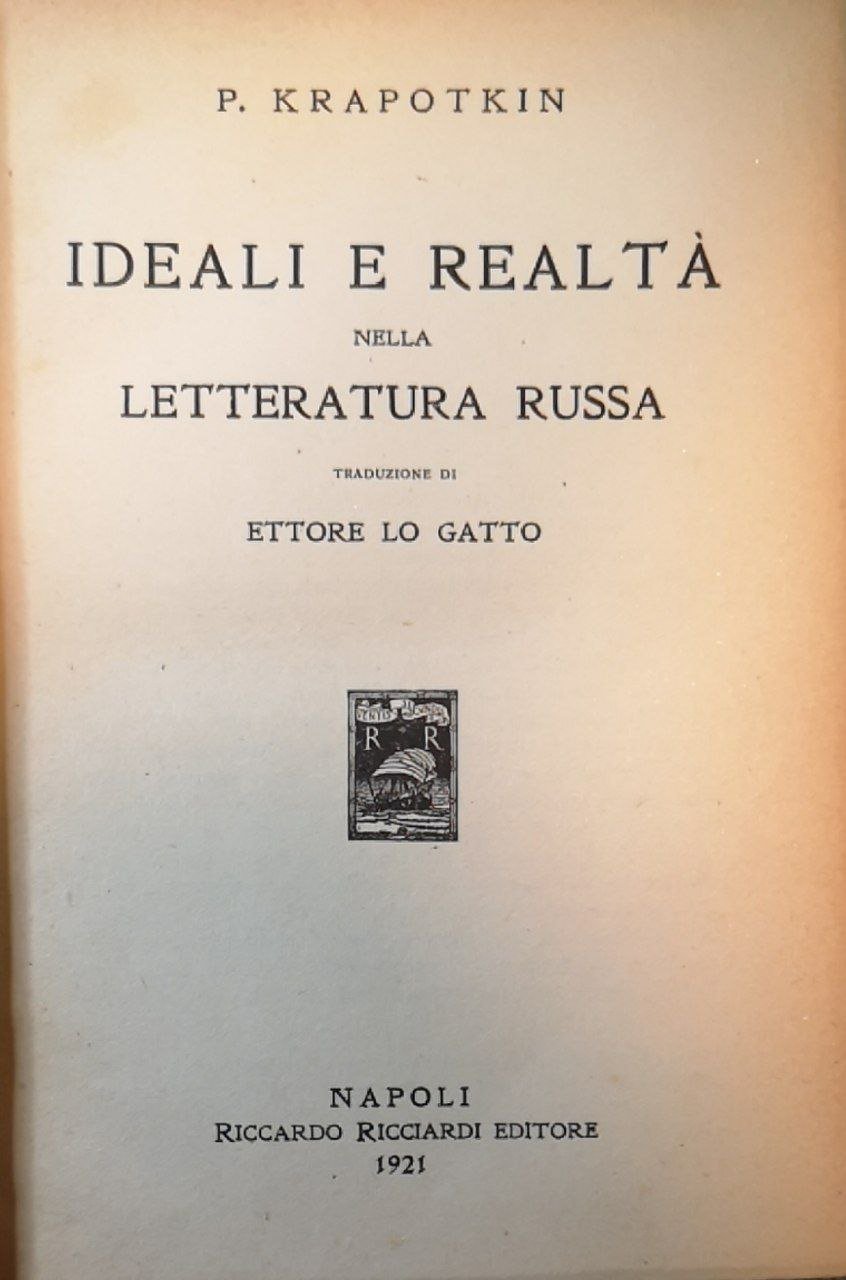 P. KRAPOTKIN
IDEALI E REALTÀ
NELLA
LETTERATURA RUSSA
TRADUZIONE DI
ETTORE LO GATTO
R R
NAPOLI
RICCARDO RICCIARDI EDITORE
1921